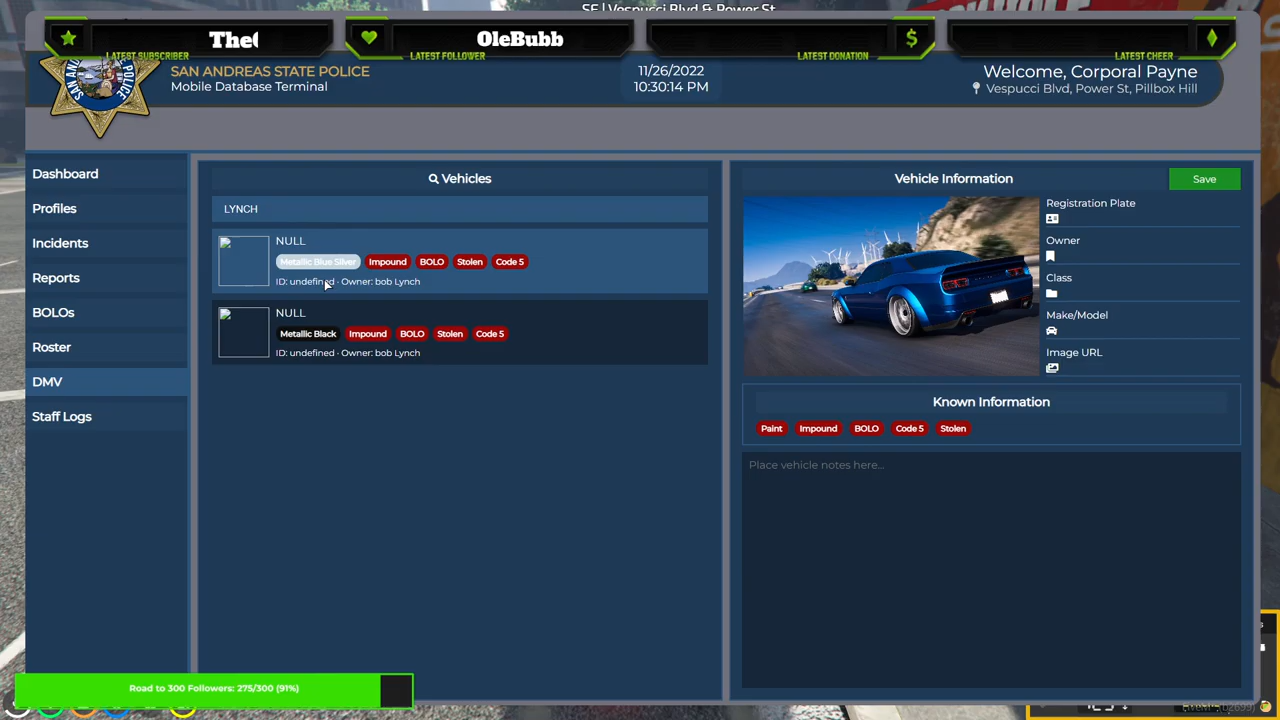 SE | Vespucci Blvd & Power St
TheC
LATEST SUBSCRIBER
OleBubb
LATEST FOLLOWER
LATEST DONATION
$
LATEST CHEER
SAN ANDREAS STATE POLICE
Mobile Database Terminal
11/26/2022
10:30:14 PM
Welcome, Corporal Payne
Vespucci Blvd, Power St, Pillbox Hill
Dashboard
Profiles
Incidents
Reports
BOLOs
Roster
DMV
Staff Logs
Vehicles
LYNCH
NULL
Metallic Blue Silver Impound BOLO Stolen Code 5
ID: undefined · Owner: bob Lynch
NULL
Metallic Black Impound BOLO Stolen Code 5
ID: undefined · Owner: bob Lynch
Vehicle Information
Save
Registration Plate
Owner
Class
Make/Model
Image URL
Known Information
Paint Impound BOLO Code 5 Stolen
Place vehicle notes here...
Road to 300 Followers: 275/300 (91%)